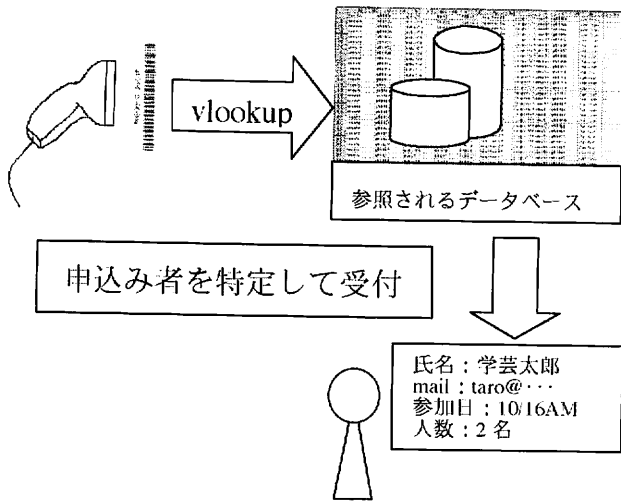 vlookup
参照されるデータベース
申込み者を特定して受付
氏名：学芸太郎
mail：taro@･･･
参加日：10/16AM
人数：2名